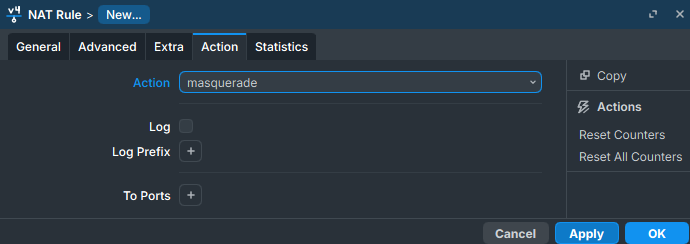 v4 NAT Rule > New...
General Advanced Extra Action Statistics
Action masquerade Copy
Actions
Log Reset Counters
Log Prefix + Reset All Counters
To Ports +
Cancel Apply OK